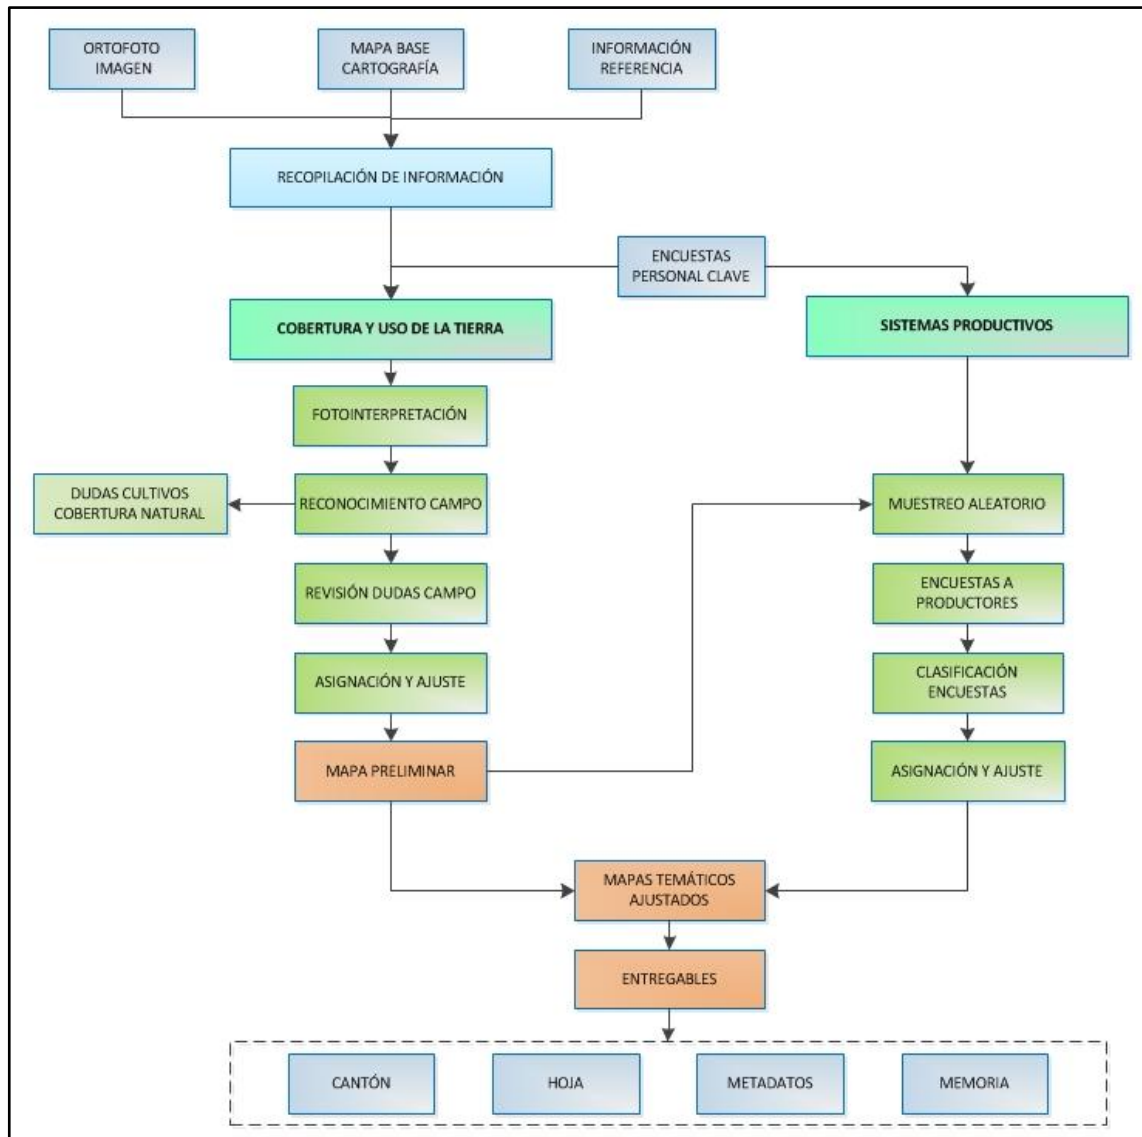 ORTOFOTO
IMAGEN
MAPA BASE
CARTOGRAFÍA
INFORMACIÓN
REFERENCIA
RECOPILACIÓN DE INFORMACIÓN
ENCUESTAS
PERSONAL CLAVE
COBERTURA Y USO DE LA TIERRA
SISTEMAS PRODUCTIVOS
FOTOINTERPRETACIÓN
DUDAS CULTIVOS
COBERTURA NATURAL
RECONOCIMIENTO CAMPO
MUESTREO ALEATORIO
REVISIÓN DUDAS CAMPO
ENCUESTAS A
PRODUCTORES
ASIGNACIÓN Y AJUSTE
CLASIFICACIÓN
ENCUESTAS
MAPA PRELIMINAR
ASIGNACIÓN Y AJUSTE
MAPAS TEMÁTICOS
AJUSTADOS
ENTREGABLES
CANTÓN
HOJA
METADATOS
MEMORIA